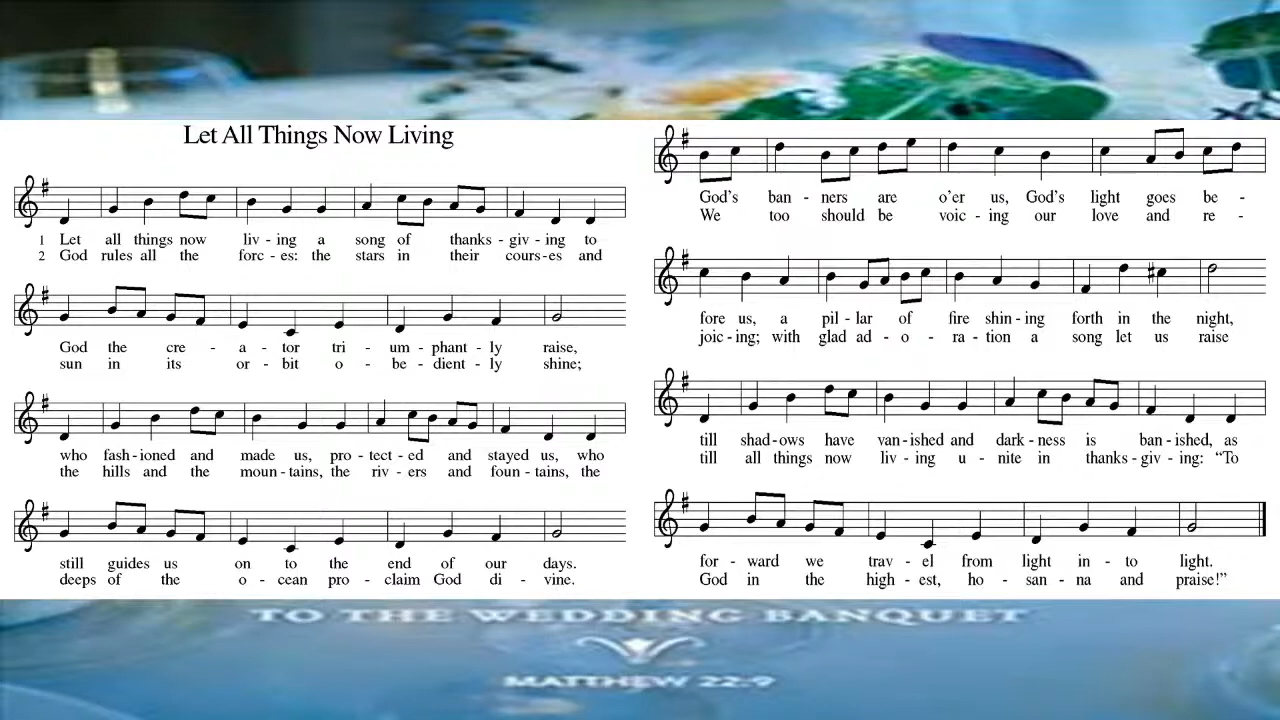 Let All Things Now Living
1 Let all things now liv - ing a song of thanks - giv - ing to
2 God rules all the forc - es: the stars in their cours - es and
God the cre - a - tor tri - um - phant - ly raise,
sun in its or - bit o - be - dient - ly shine;
who fash - ioned and made us, pro - tect - ed and stayed us, who
the hills and the moun - tains, the riv - ers and foun - tains, the
still guides us on to the end of our days.
deeps of the o - cean pro - claim God di - vine.
God's ban - ners are o'er us, God's light goes be -
We too should be voic - ing our love and re -
fore us, a pil - lar of fire shin - ing forth in the night,
joic - ing; with glad ad - o - ra - tion a song let us raise
till shad - ows have van - ished and dark - ness is ban - ished, as
till all things now liv - ing u - nite in thanks - giv - ing: “To
for - ward we trav - el from light in - to light.
God in the high - est, ho - san - na and praise!”
TO THE WEDDING BANQUET
MATTHEW 22:9